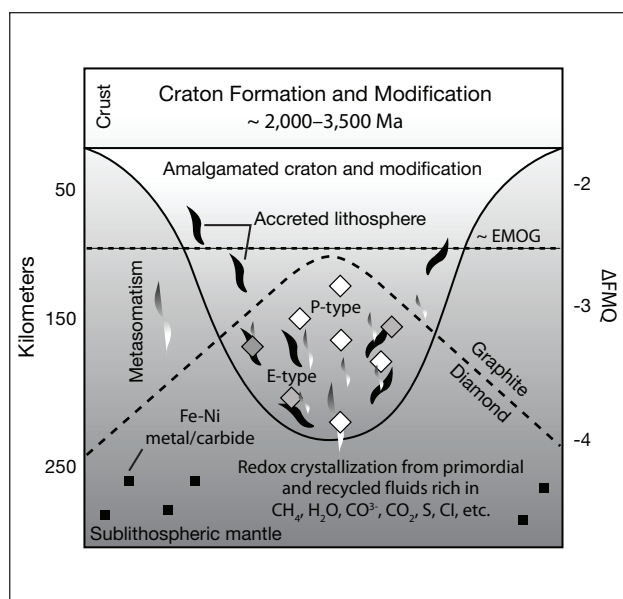 Crust
Craton Formation and Modification
~ 2,000–3,500 Ma
Amalgamated craton and modification
50
-2
Accreted lithosphere
~ EMOG
Kilometers
Metasomatism
150
P-type
-3
ΔFMQ
Graphite
Diamond
E-type
Fe-Ni
metal/carbide
250
-4
Redox crystallization from primordial
and recycled fluids rich in
CH₄, H₂O, CO³⁻, CO₂, S, Cl, etc.
Sublithospheric mantle